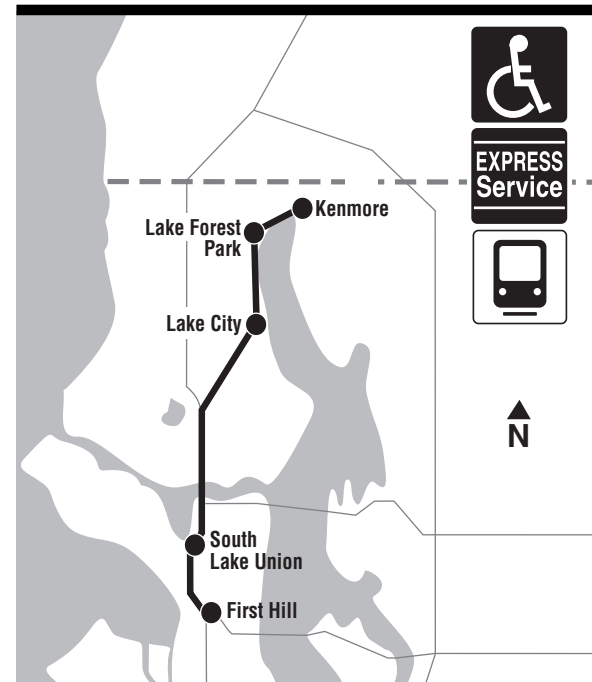 EXPRESS
Service
Kenmore
Lake Forest
Park
Lake City
N
South
Lake Union
First Hill